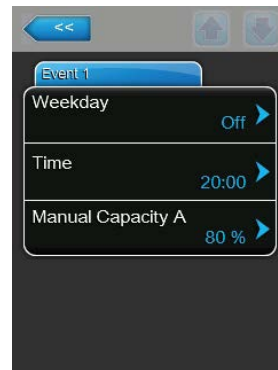 <<
Event 1
Weekday
Off
Time
20:00
Manual Capacity A
80 %